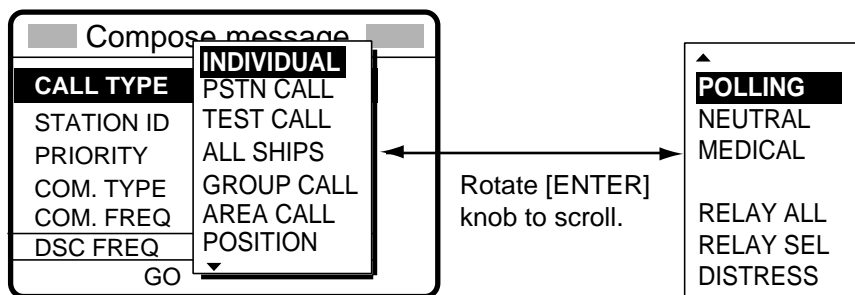 Compose message
CALL TYPE
STATION ID
PRIORITY
COM. TYPE
COM. FREQ
DSC FREQ
GO
INDIVIDUAL
PSTN CALL
TEST CALL
ALL SHIPS
GROUP CALL
AREA CALL
POSITION
Rotate [ENTER]
knob to scroll.
POLLING
NEUTRAL
MEDICAL
RELAY ALL
RELAY SEL
DISTRESS